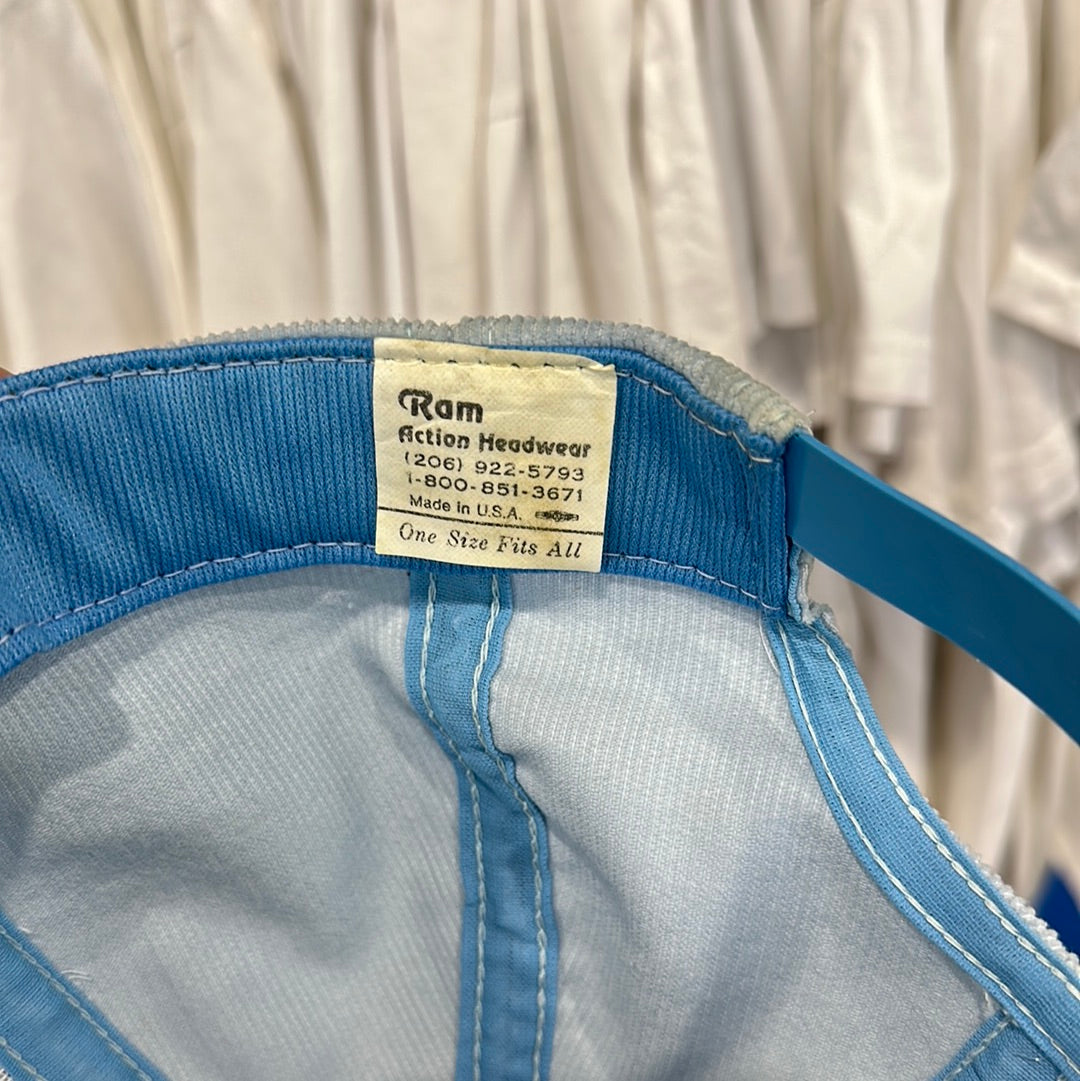 Ram
Action Headwear
(206) 922-5793
1-800-851-3671
Made in U.S.A.
One Size Fits All